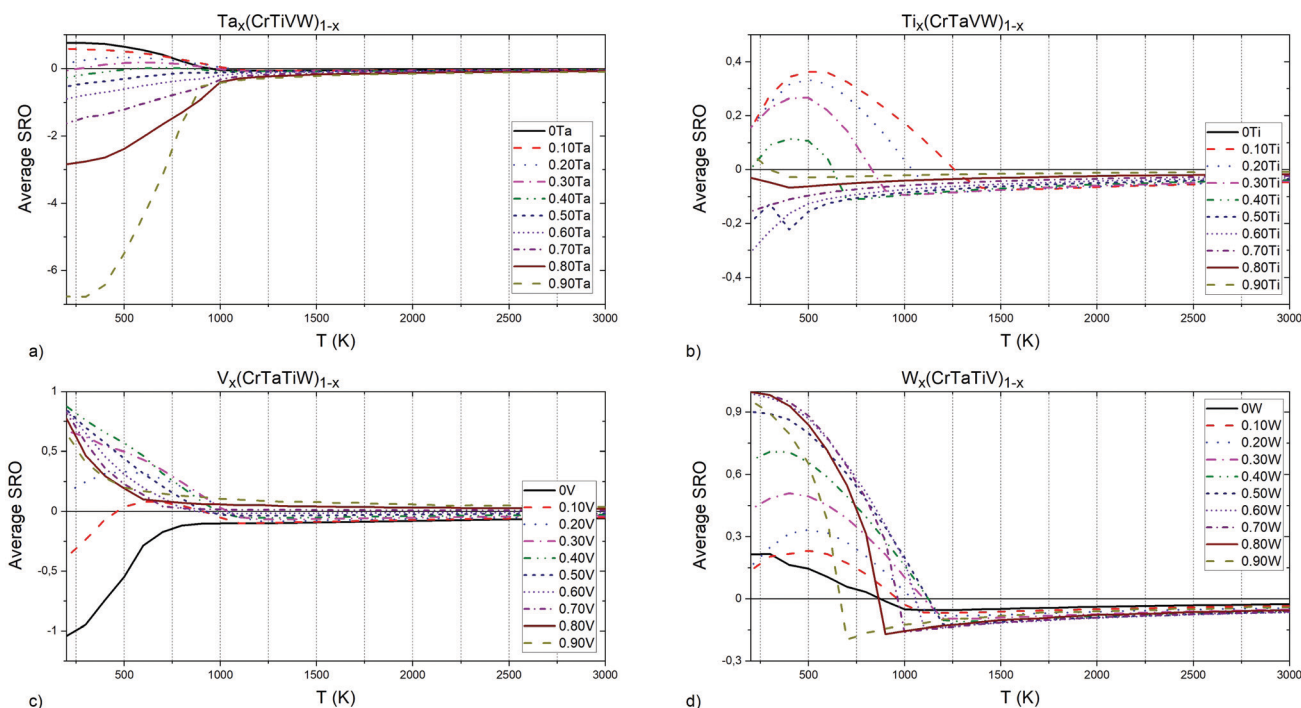 Taₓ(CrTiVW)₁₋ₓ
0
-2
-4
-6
500
1000
1500
2000
2500
3000
Average SRO
T (K)
0Ta
0.10Ta
0.20Ta
0.30Ta
0.40Ta
0.50Ta
0.60Ta
0.70Ta
0.80Ta
0.90Ta
a)
Tiₓ(CrTaVW)₁₋ₓ
0,4
0,2
0
-0,2
-0,4
500
1000
1500
2000
2500
3000
Average SRO
T (K)
0Ti
0.10Ti
0.20Ti
0.30Ti
0.40Ti
0.50Ti
0.60Ti
0.70Ti
0.80Ti
0.90Ti
b)
Vₓ(CrTaTiW)₁₋ₓ
1
0,5
0
-0,5
-1
500
1000
1500
2000
2500
3000
Average SRO
T (K)
0V
0.10V
0.20V
0.30V
0.40V
0.50V
0.60V
0.70V
0.80V
0.90V
c)
Wₓ(CrTaTiV)₁₋ₓ
0,9
0,6
0,3
0
-0,3
500
1000
1500
2000
2500
3000
Average SRO
T (K)
0W
0.10W
0.20W
0.30W
0.40W
0.50W
0.60W
0.70W
0.80W
0.90W
d)